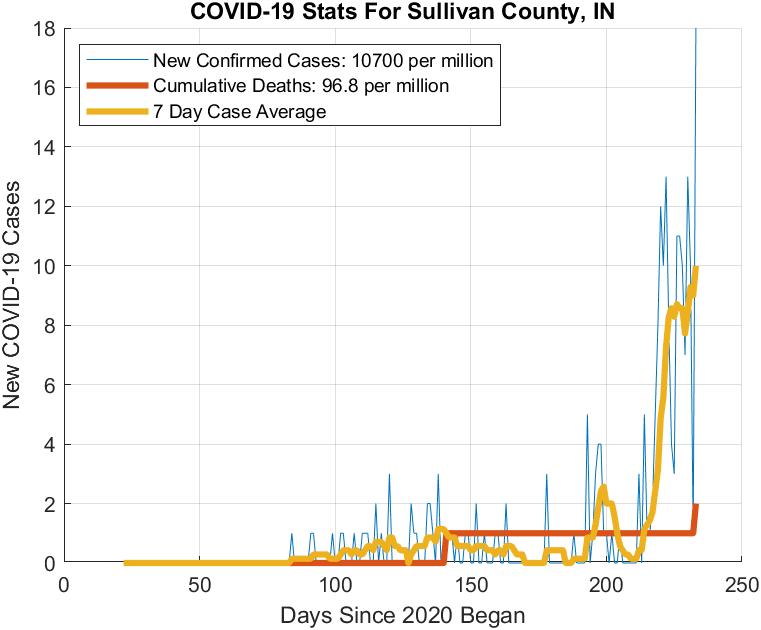 COVID-19 Stats For Sullivan County, IN
New Confirmed Cases: 10700 per million
Cumulative Deaths: 96.8 per million
7 Day Case Average
New COVID-19 Cases
18
16
14
12
10
8
6
4
2
0
0 50 100 150 200 250
Days Since 2020 Began